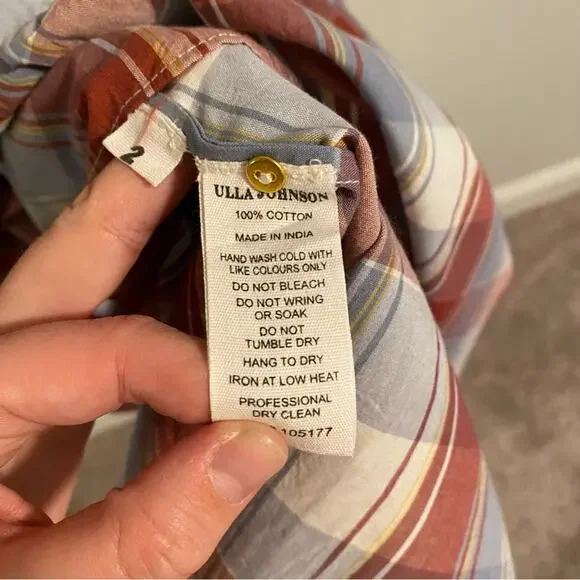 2
ULLA JOHNSON
100% COTTON
MADE IN INDIA
HAND WASH COLD WITH
LIKE COLOURS ONLY
DO NOT BLEACH
DO NOT WRING
OR SOAK
DO NOT
TUMBLE DRY
HANG TO DRY
IRON AT LOW HEAT
PROFESSIONAL
DRY CLEAN
105177